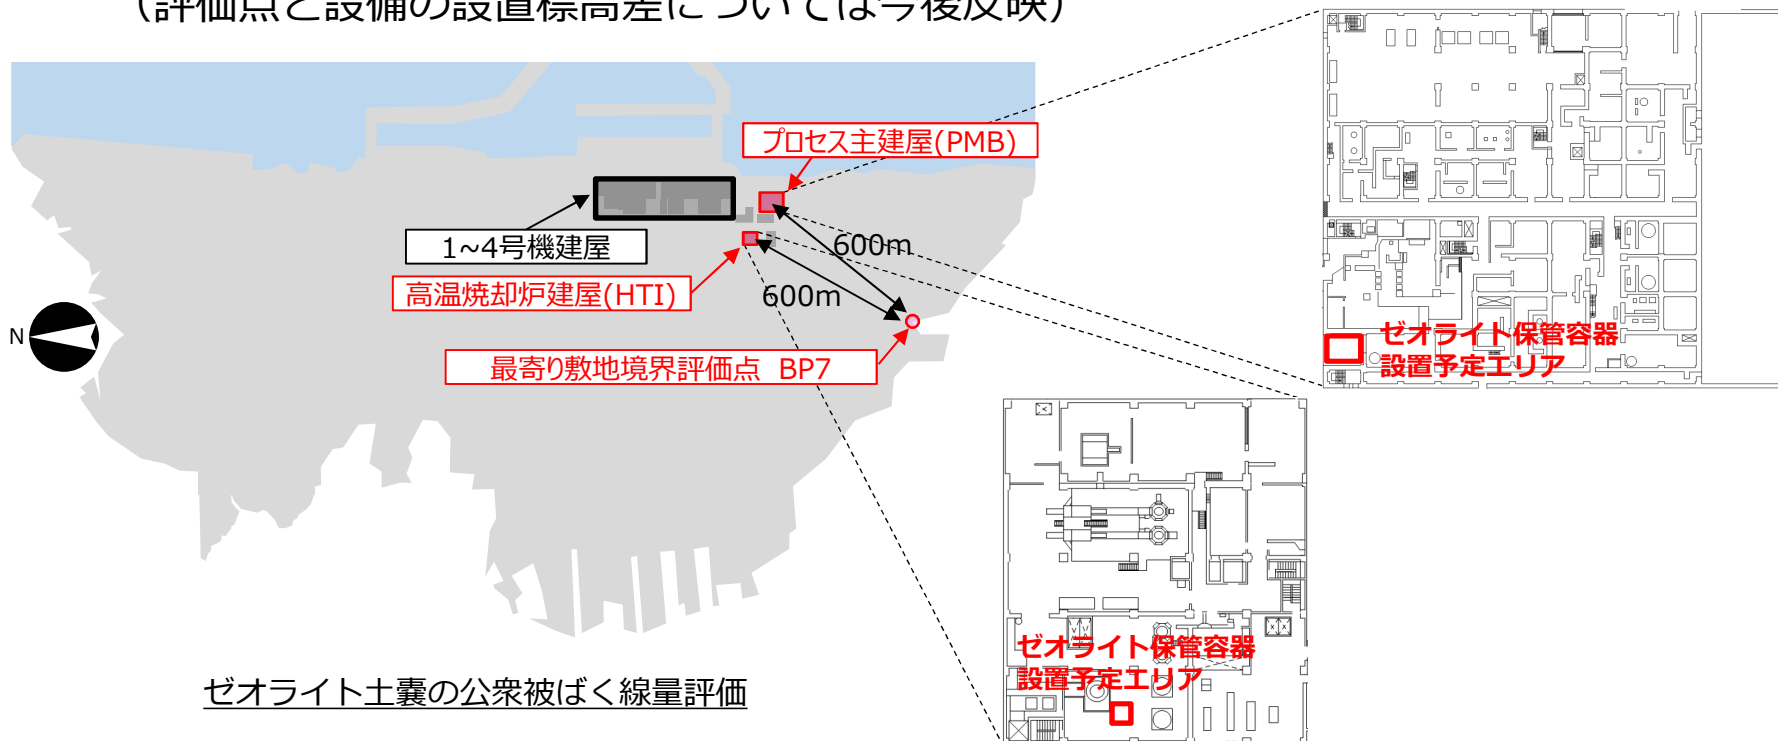 （評価点と設備の設置標高差については今後反映）
プロセス主建屋(PMB)
1~4号機建屋
600m
高温焼却炉建屋(HTI)
600m
N
最寄り敷地境界評価点 BP7
ゼオライト保管容器
設置予定エリア
ゼオライト保管容器
設置予定エリア
ゼオライト土嚢の公衆被ばく線量評価